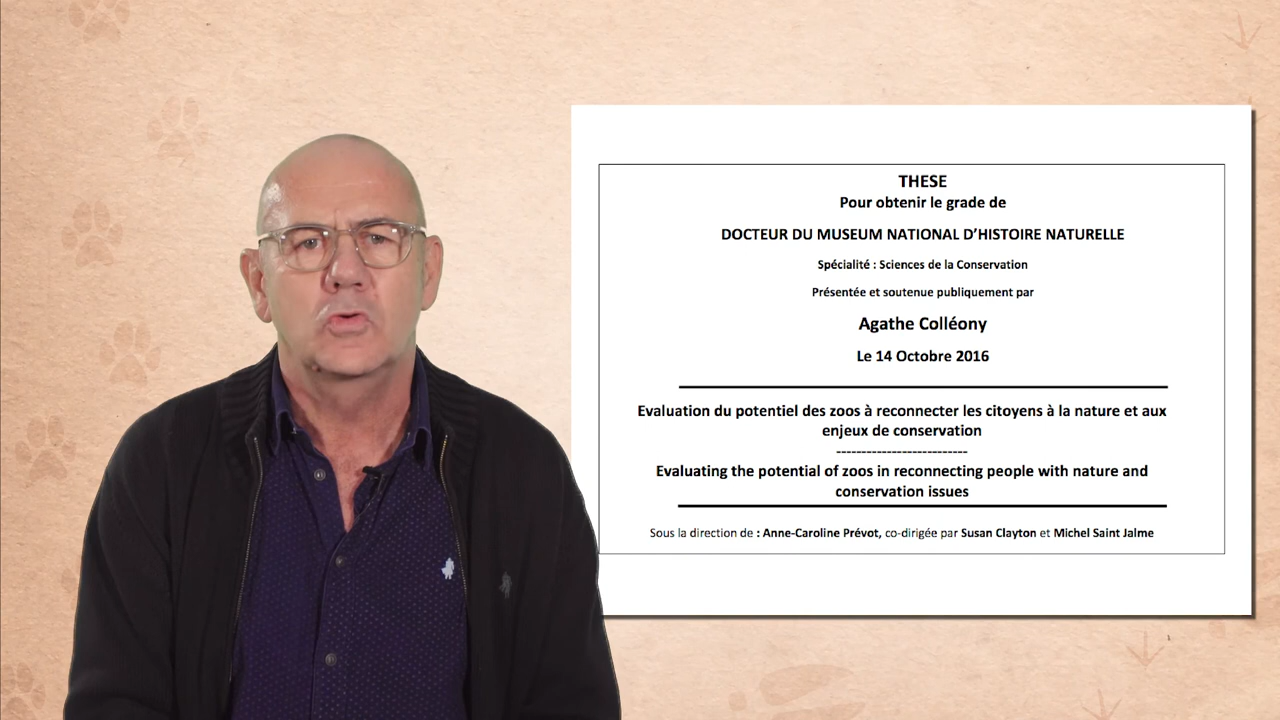 THESE
Pour obtenir le grade de
DOCTEUR DU MUSEUM NATIONAL D'HISTOIRE NATURELLE
Spécialité : Sciences de la Conservation
Présentée et soutenue publiquement par
Agathe Colléony
Le 14 Octobre 2016
Evaluation du potentiel des zoos à reconnecter les citoyens à la nature et aux
enjeux de conservation
--------------------------
Evaluating the potential of zoos in reconnecting people with nature and
conservation issues
Sous la direction de : Anne-Caroline Prévot, co-dirigée par Susan Clayton et Michel Saint Jalme
1